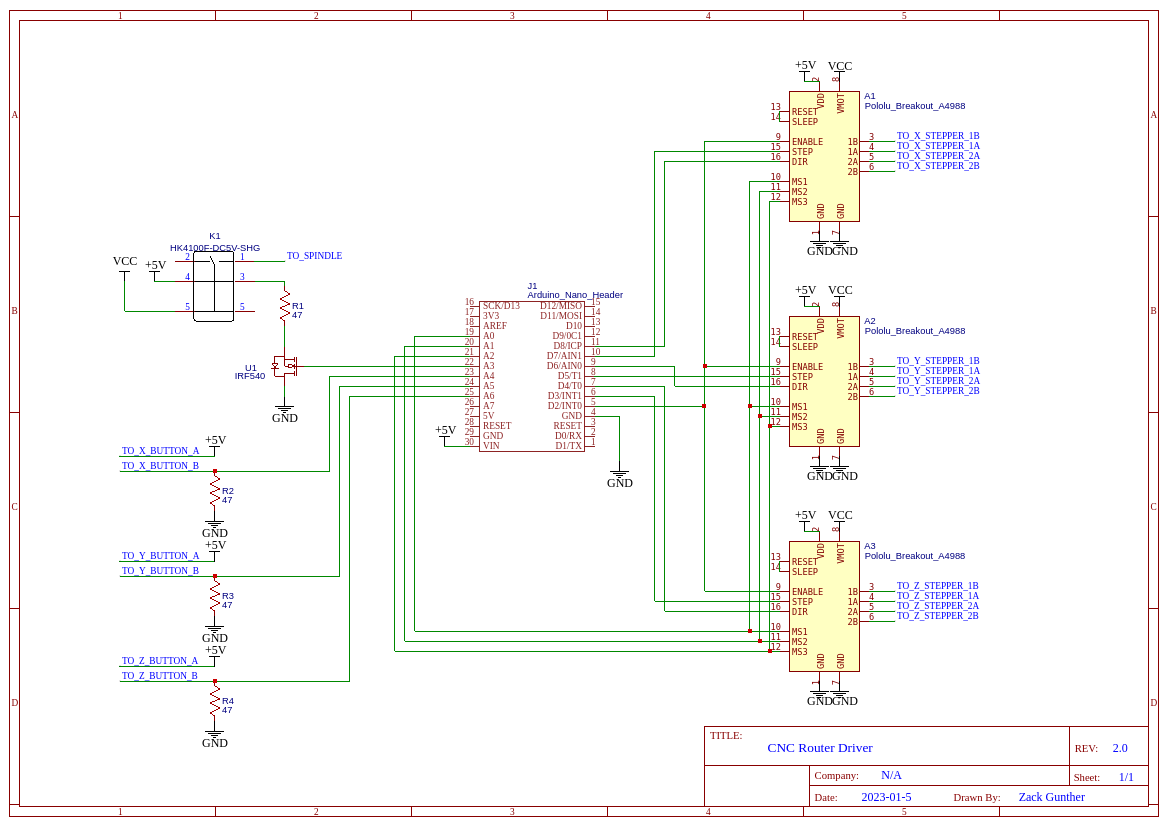 1 2 3 4 5
A A
B B
C C
D D
+5V VCC
2 8
A1
Pololu_Breakout_A4988
VDD VMOT
13 RESET
14 SLEEP
9 ENABLE 1B 3 TO_X_STEPPER_1B
15 STEP 1A 4 TO_X_STEPPER_1A
16 DIR 2A 5 TO_X_STEPPER_2A
2B 6 TO_X_STEPPER_2B
10 MS1
11 MS2
12 MS3
GND GND
1 7
GND GND
K1
HK4100F-DC5V-SHG
VCC +5V
2 1 TO_SPINDLE
4 3
5 5
R1
47
U1
IRF540
GND
J1
Arduino_Nano_Header
16 SCK/D13 D12/MISO 15
17 3V3 D11/MOSI 14
18 AREF D10 13
19 A0 D9/0C1 12
20 A1 D8/ICP 11
21 A2 D7/AIN1 10
22 A3 D6/AIN0 9
23 A4 D5/T1 8
24 A5 D4/T0 7
25 A6 D3/INT1 6
26 A7 D2/INT0 5
27 5V GND 4
28 RESET RESET 3
29 GND D0/RX 2
30 VIN D1/TX 1
+5V
GND
+5V VCC
2 8
A2
Pololu_Breakout_A4988
VDD VMOT
13 RESET
14 SLEEP
9 ENABLE 1B 3 TO_Y_STEPPER_1B
15 STEP 1A 4 TO_Y_STEPPER_1A
16 DIR 2A 5 TO_Y_STEPPER_2A
2B 6 TO_Y_STEPPER_2B
10 MS1
11 MS2
12 MS3
GND GND
1 7
GND GND
+5V
TO_X_BUTTON_A
TO_X_BUTTON_B
R2
47
GND
+5V
TO_Y_BUTTON_A
TO_Y_BUTTON_B
R3
47
GND
+5V
TO_Z_BUTTON_A
TO_Z_BUTTON_B
R4
47
GND
+5V VCC
2 8
A3
Pololu_Breakout_A4988
VDD VMOT
13 RESET
14 SLEEP
9 ENABLE 1B 3 TO_Z_STEPPER_1B
15 STEP 1A 4 TO_Z_STEPPER_1A
16 DIR 2A 5 TO_Z_STEPPER_2A
2B 6 TO_Z_STEPPER_2B
10 MS1
11 MS2
12 MS3
GND GND
1 7
GND GND
TITLE:
CNC Router Driver
REV: 2.0
Company: N/A
Sheet: 1/1
Date: 2023-01-5 Drawn By: Zack Gunther
1 2 3 4 5